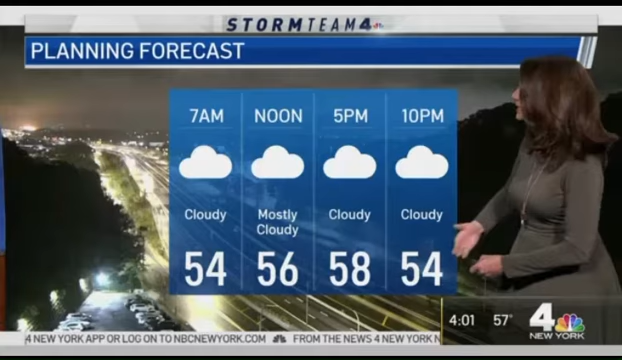 STORMTEAM4
PLANNING FORECAST
7AM
NOON
5PM
10PM
Cloudy
Mostly
Cloudy
Cloudy
Cloudy
54
56
58
54
4:01
57°
4
NEW YORK
4 NEW YORK APP OR LOG ON TO NBCNEWYORK.COM
FROM THE NEWS 4 NEW YORK N